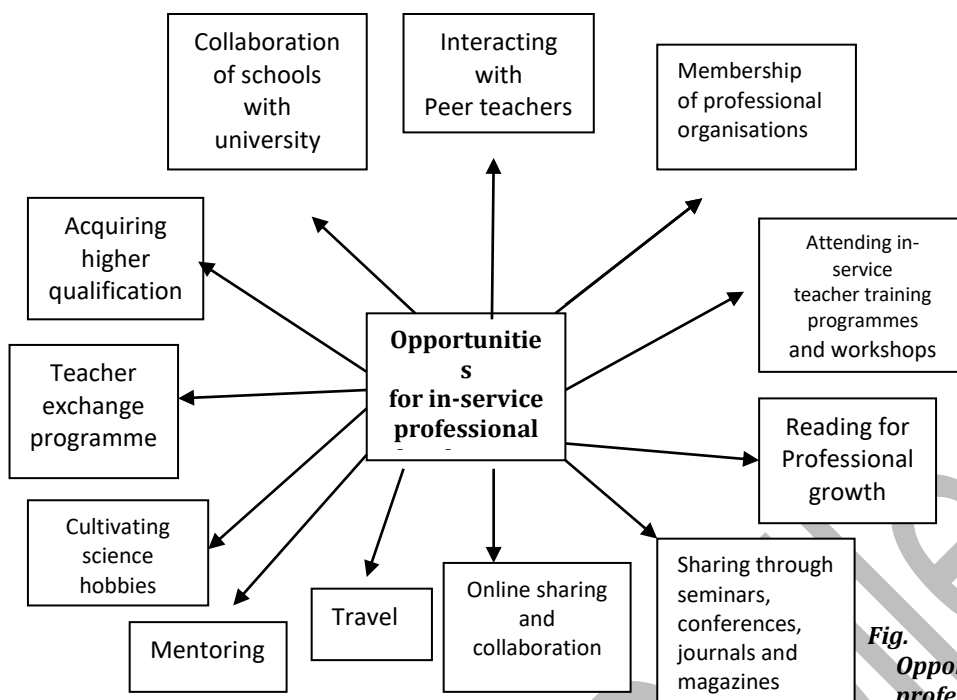 Collaboration
of schools
with
university
Interacting
with
Peer teachers
Membership
of professional
organisations
Acquiring
higher
qualification
Attending in-
service
teacher training
programmes
and workshops
Opportunitie
s
for in-service
professional
Teacher
exchange
programme
Reading for
Professional
growth
Cultivating
science
hobbies
Mentoring
Travel
Online sharing
and
collaboration
Sharing through
seminars,
conferences,
journals and
magazines
Fig.